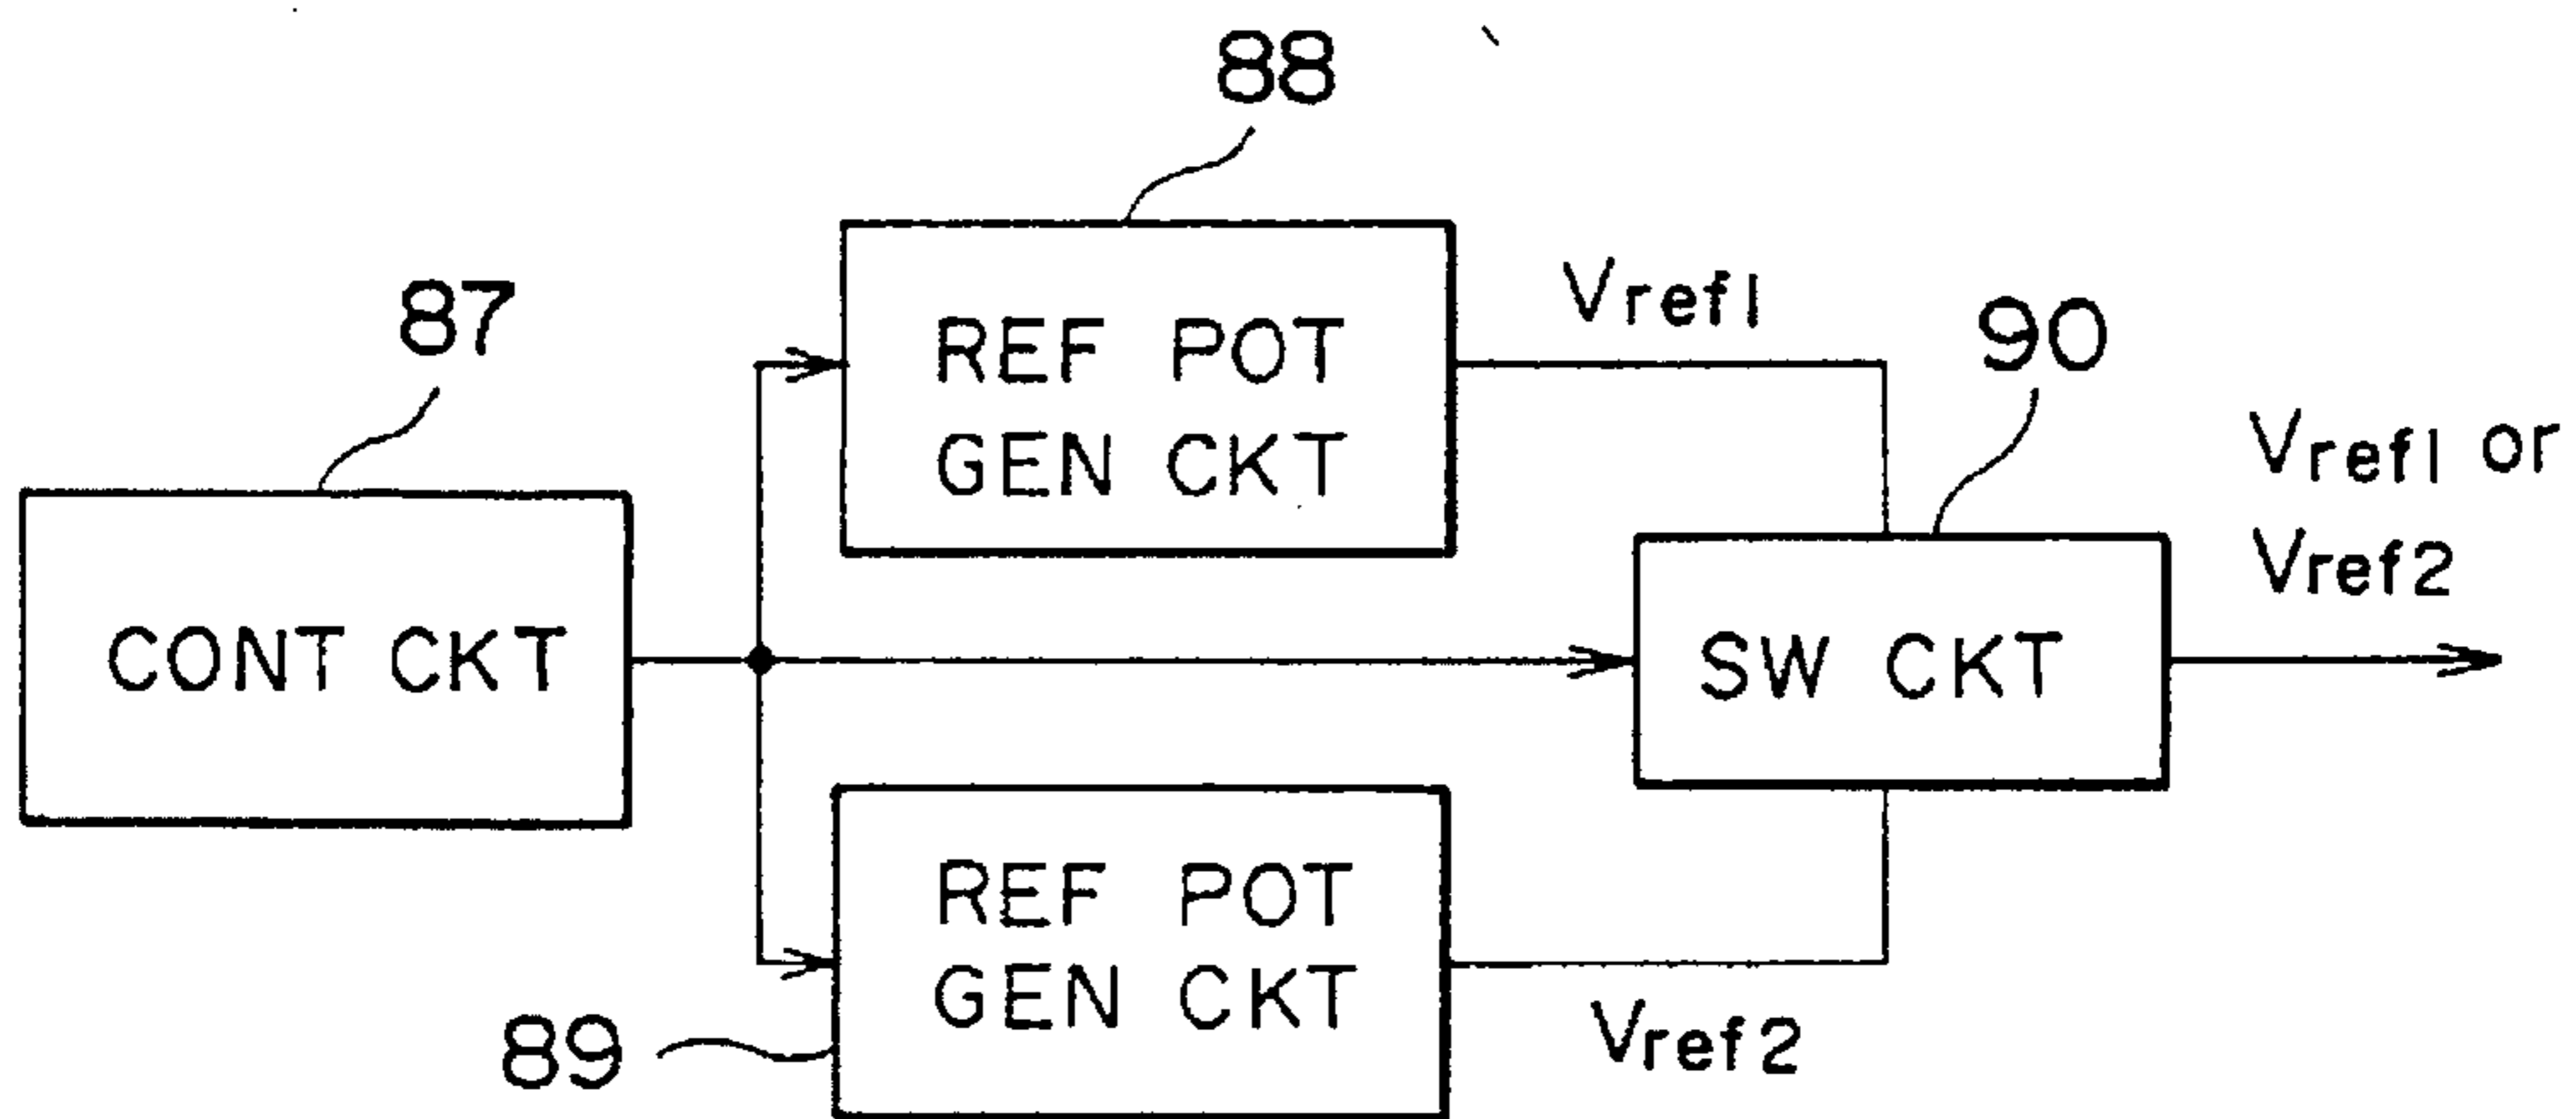 88
87
REF POT
GEN CKT
Vref1
90
Vref1 or
Vref2
CONT CKT
SW CKT
REF POT
GEN CKT
89
Vref2